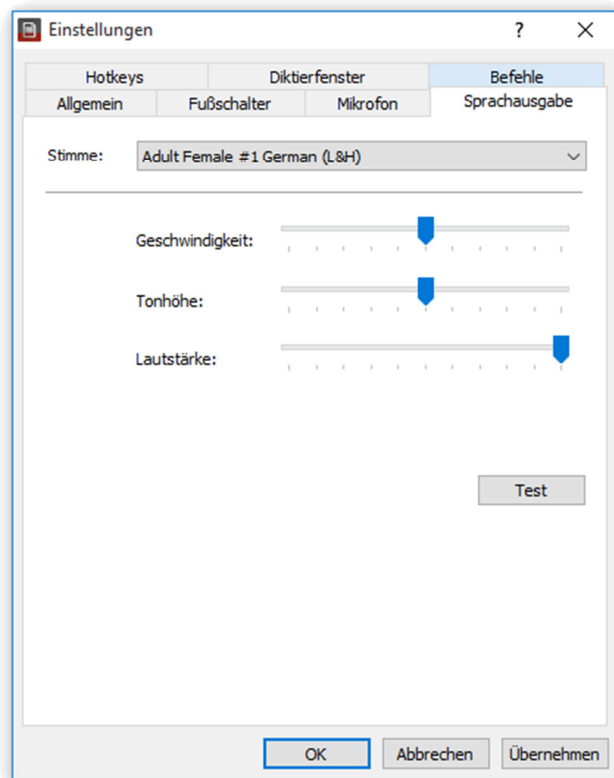 Einstellungen ?
Hotkeys Diktierfenster Befehle
Allgemein Fußschalter Mikrofon Sprachausgabe
Stimme: Adult Female #1 German (L&H)
Geschwindigkeit:
Tonhöhe:
Lautstärke:
Test
OK Abbrechen Übernehmen